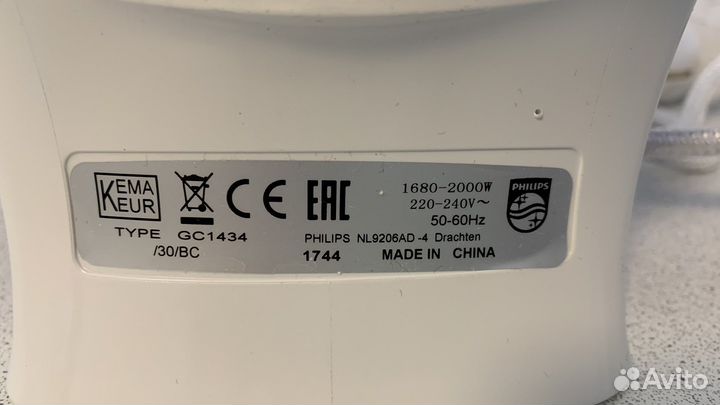 KEMA KEUR
CE EAC
1680-2000W
220-240V~
50-60Hz
PHILIPS
TYPE GC1434
/30/BC
PHILIPS NL9206AD -4 Drachten
1744 MADE IN CHINA
Avito